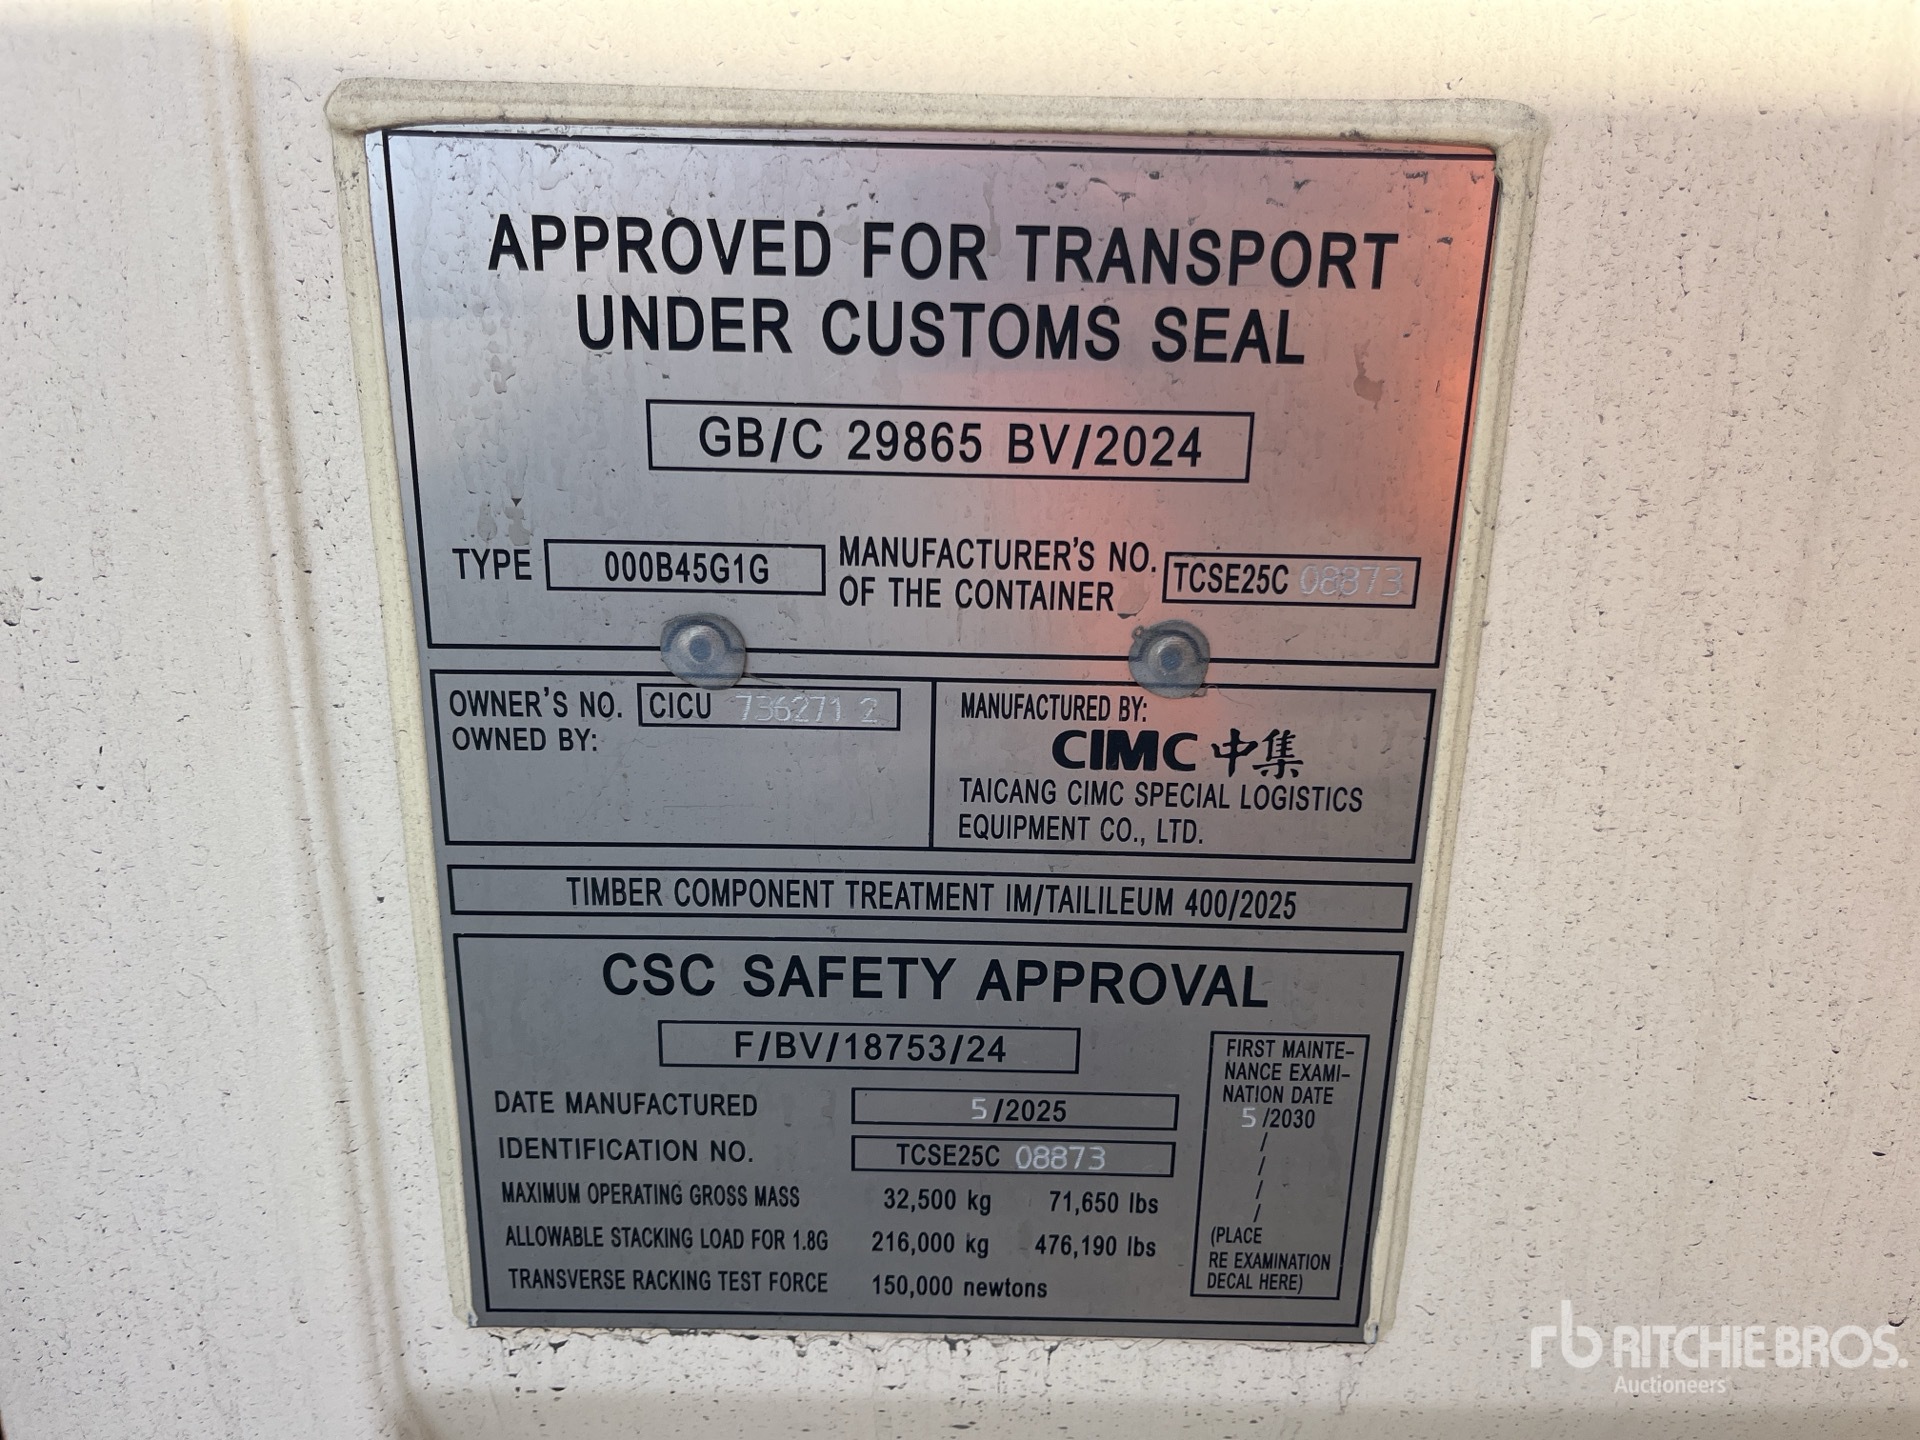 APPROVED FOR TRANSPORT
UNDER CUSTOMS SEAL
GB/C 29865 BV/2024
TYPE 000B45G1G
MANUFACTURER'S NO.
OF THE CONTAINER
TCSE25C 08873
OWNER'S NO. CICU 736271 2
OWNED BY:
MANUFACTURED BY:
CIMC 中集
TAICANG CIMC SPECIAL LOGISTICS
EQUIPMENT CO., LTD.
TIMBER COMPONENT TREATMENT IM/TAILILEUM 400/2025
CSC SAFETY APPROVAL
F/BV/18753/24
DATE MANUFACTURED 5/2025
IDENTIFICATION NO. TCSE25C 08873
MAXIMUM OPERATING GROSS MASS 32,500 kg 71,650 lbs
ALLOWABLE STACKING LOAD FOR 1.8G 216,000 kg 476,190 lbs
TRANSVERSE RACKING TEST FORCE 150,000 newtons
FIRST MAINTE-
NANCE EXAMI-
NATION DATE
5 /2030
/
/
/
/
(PLACE
RE EXAMINATION
DECAL HERE)
rb RITCHIE BROS.
Auctioneers